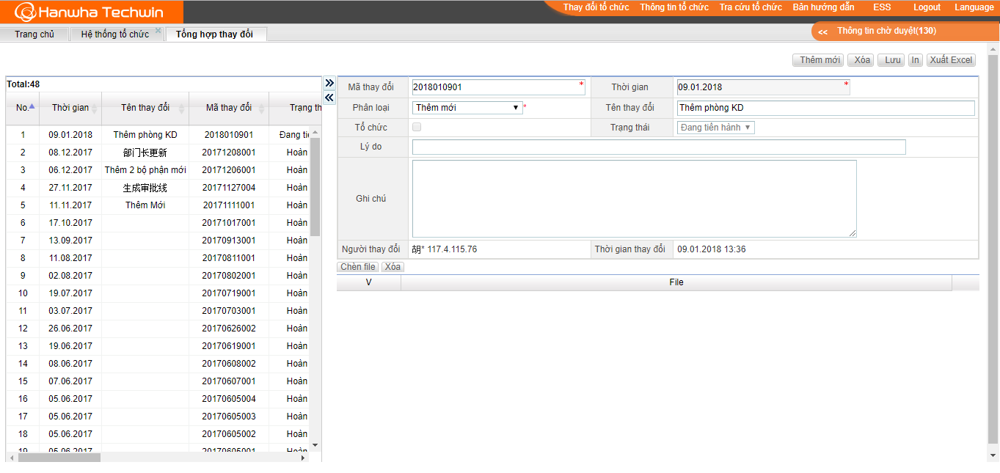 Hanwha Techwin
Thay đổi tổ chức Thông tin tổ chức Tra cứu tổ chức Bản hướng dẫn ESS Logout Language
Trang chủ Hệ thống tổ chức Tổng hợp thay đổi
<< Thông tin chờ duyệt(130)
Thêm mới Xóa Lưu In Xuất Excel
Total:48
No. Thời gian Tên thay đổi Mã thay đổi Trạng th
1 09.01.2018 Thêm phòng KD 2018010901 Đang tiế
2 08.12.2017 部门长更新 20171208001 Hoàn
3 06.12.2017 Thêm 2 bộ phận mới 20171206001 Hoàn
4 27.11.2017 生成审批线 20171127004 Hoàn
5 11.11.2017 Thêm Mới 20171111001 Hoàn
6 17.10.2017 20171017001 Hoàn
7 13.09.2017 20170913001 Hoàn
8 11.08.2017 20170811001 Hoàn
9 02.08.2017 20170802001 Hoàn
10 19.07.2017 20170719001 Hoàn
11 03.07.2017 20170703001 Hoàn
12 26.06.2017 20170626002 Hoàn
13 19.06.2017 20170619001 Hoàn
14 08.06.2017 20170608002 Hoàn
15 07.06.2017 20170607001 Hoàn
16 05.06.2017 20170605004 Hoàn
17 05.06.2017 20170605003 Hoàn
18 05.06.2017 20170605002 Hoàn
19 05.06.2017 20170605001 Hoàn
Mã thay đổi 2018010901 * Thời gian 09.01.2018 *
Phân loại Thêm mới * Tên thay đổi Thêm phòng KD
Tổ chức Trạng thái Đang tiến hành
Lý do
Ghi chú
Người thay đổi 胡* 117.4.115.76 Thời gian thay đổi 09.01.2018 13:36
Chèn file Xóa
V File